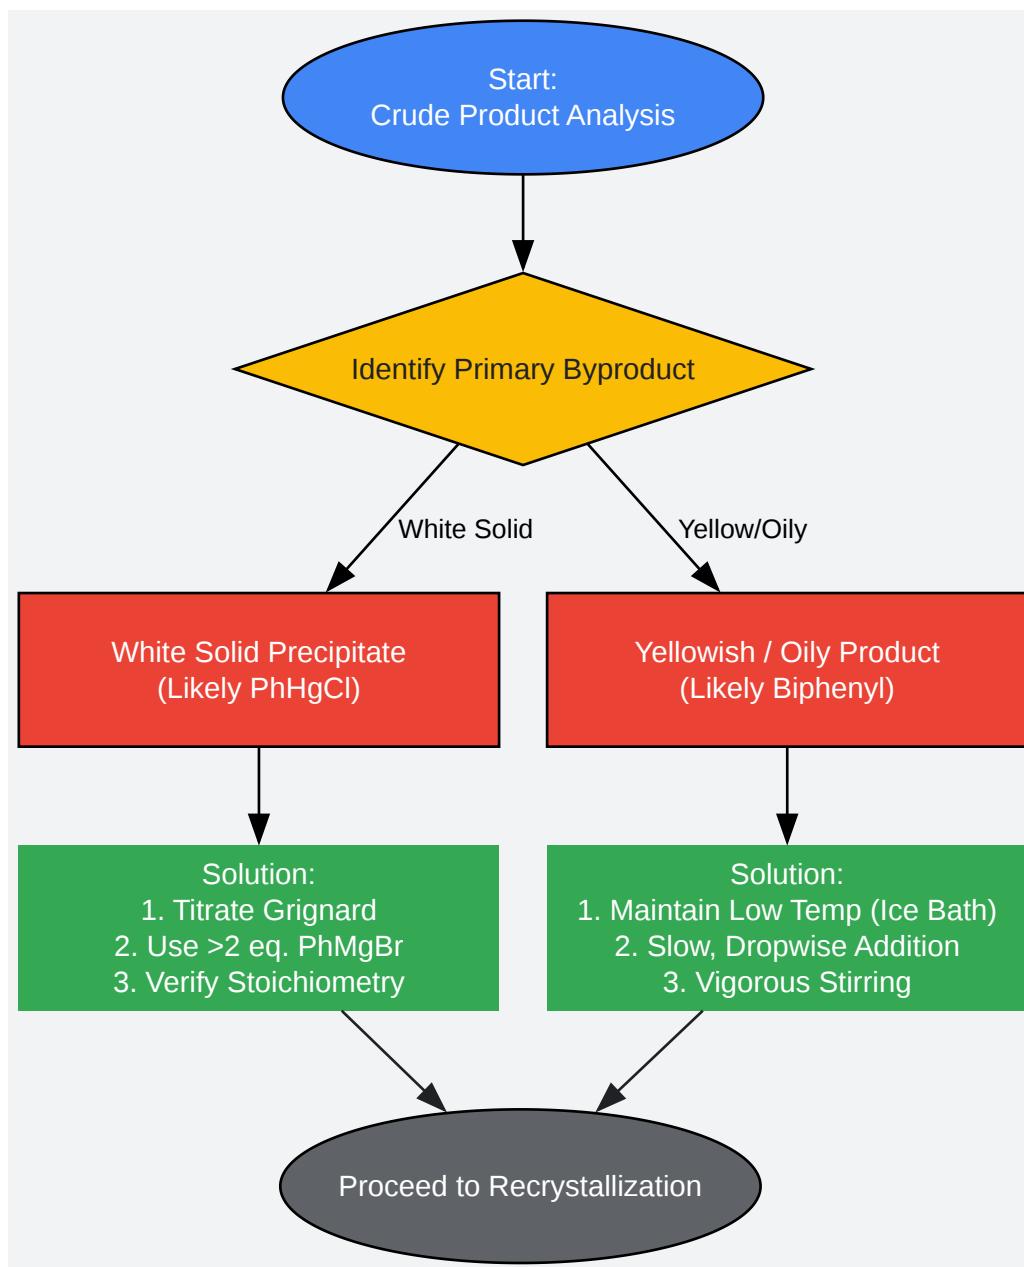 Start:
Crude Product Analysis
Identify Primary Byproduct
White Solid
Yellow/Oily
White Solid Precipitate
(Likely PhHgCl)
Yellowish / Oily Product
(Likely Biphenyl)
Solution:
1. Titrate Grignard
2. Use >2 eq. PhMgBr
3. Verify Stoichiometry
Solution:
1. Maintain Low Temp (Ice Bath)
2. Slow, Dropwise Addition
3. Vigorous Stirring
Proceed to Recrystallization